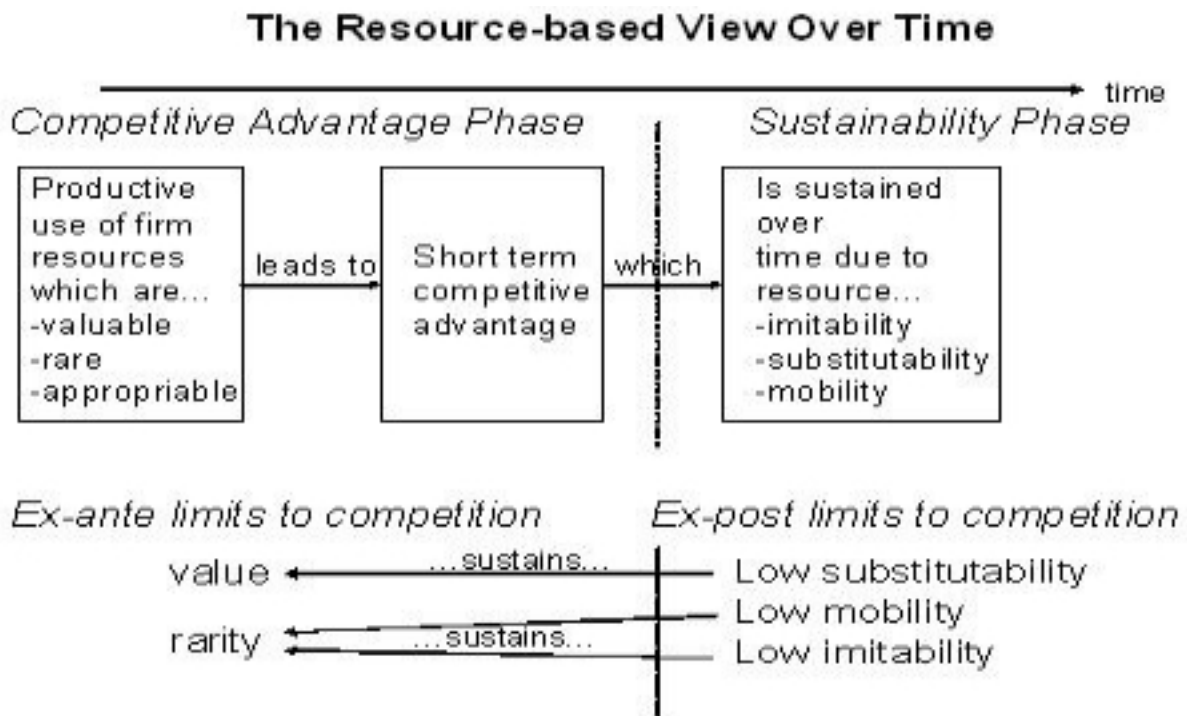 The Resource-based View Over Time
time
Competitive Advantage Phase
Sustainability Phase
Productive
use of firm
resources
which are...
-valuable
-rare
-appropriable
leads to
Short term
competitive
advantage
which
Is sustained
over
time due to
resource...
-imitability
-substitutability
-mobility
Ex-ante limits to competition
Ex-post limits to competition
value
...sustains...
Low substitutability
Low mobility
rarity
...sustains...
Low imitability